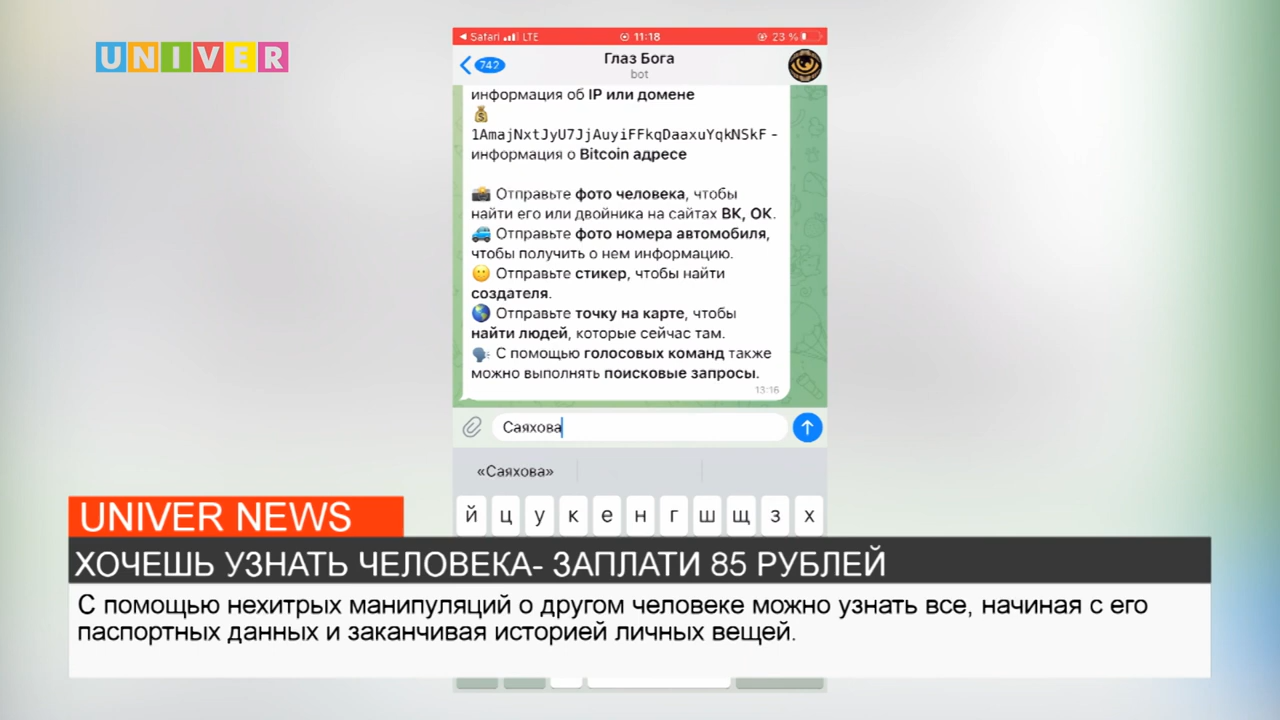 UNIVER
Safari LTE 11:18 23 %
742 Глаз Бога
bot
информация об IP или домене
1AmajNxtJyU7JjAuyiFFkqDaaxuYqkNSkF -
информация о Bitcoin адресе
Отправьте фото человека, чтобы
найти его или двойника на сайтах ВК, ОК.
Отправьте фото номера автомобиля,
чтобы получить о нем информацию.
Отправьте стикер, чтобы найти
создателя.
Отправьте точку на карте, чтобы
найти людей, которые сейчас там.
С помощью голосовых команд также
можно выполнять поисковые запросы.
13:16
Саяхова
«Саяхова»
й ц у к е н г ш щ з х
UNIVER NEWS
ХОЧЕШЬ УЗНАТЬ ЧЕЛОВЕКА- ЗАПЛАТИ 85 РУБЛЕЙ
С помощью нехитрых манипуляций о другом человеке можно узнать все, начиная с его
паспортных данных и заканчивая историей личных вещей.